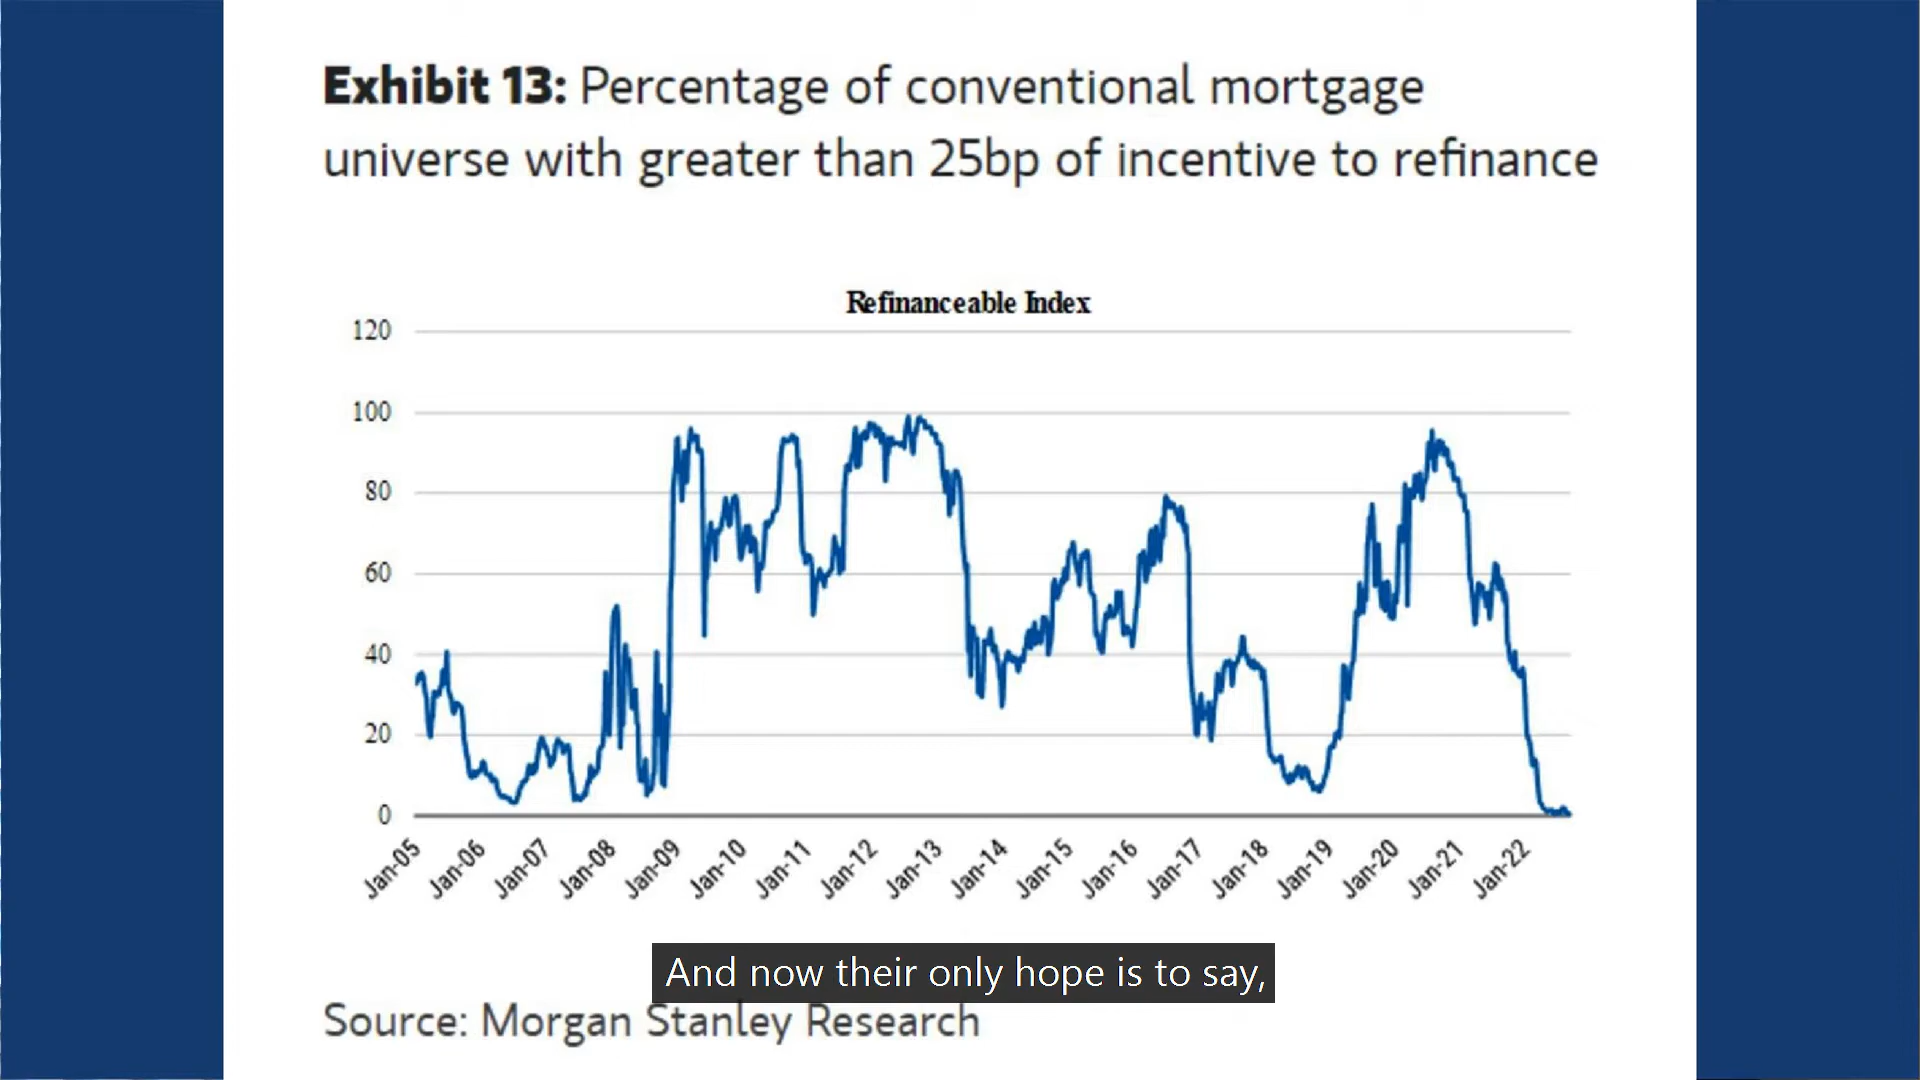 Exhibit 13: Percentage of conventional mortgage
universe with greater than 25bp of incentive to refinance
Refinanceable Index
120
100
80
60
40
20
0
Jan-05
Jan-06
Jan-07
Jan-08
Jan-09
Jan-10
Jan-11
Jan-12
Jan-13
Jan-14
Jan-15
Jan-16
Jan-17
Jan-18
Jan-19
Jan-20
Jan-21
Jan-22
And now their only hope is to say,
Source: Morgan Stanley Research